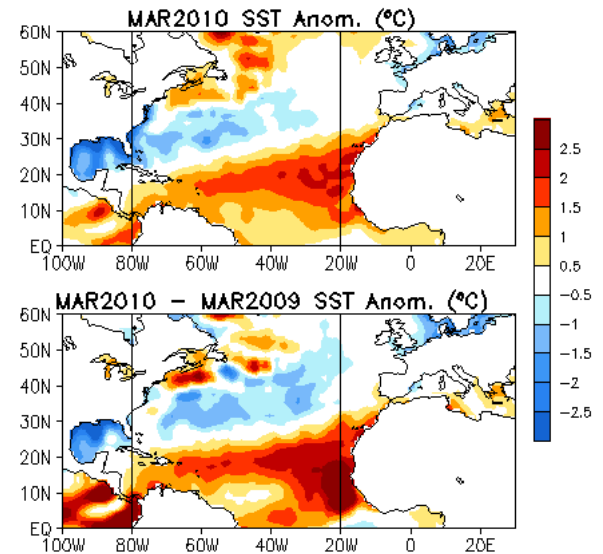 MAR2010 SST Anom. (ºC)
60N
50N
40N
30N
20N
10N
EQ
100W 80W 60W 40W 20W 0 20E
MAR2010 - MAR2009 SST Anom. (ºC)
60N
50N
40N
30N
20N
10N
EQ
100W 80W 60W 40W 20W 0 20E
2.5
2
1.5
1
0.5
-0.5
-1
-1.5
-2
-2.5